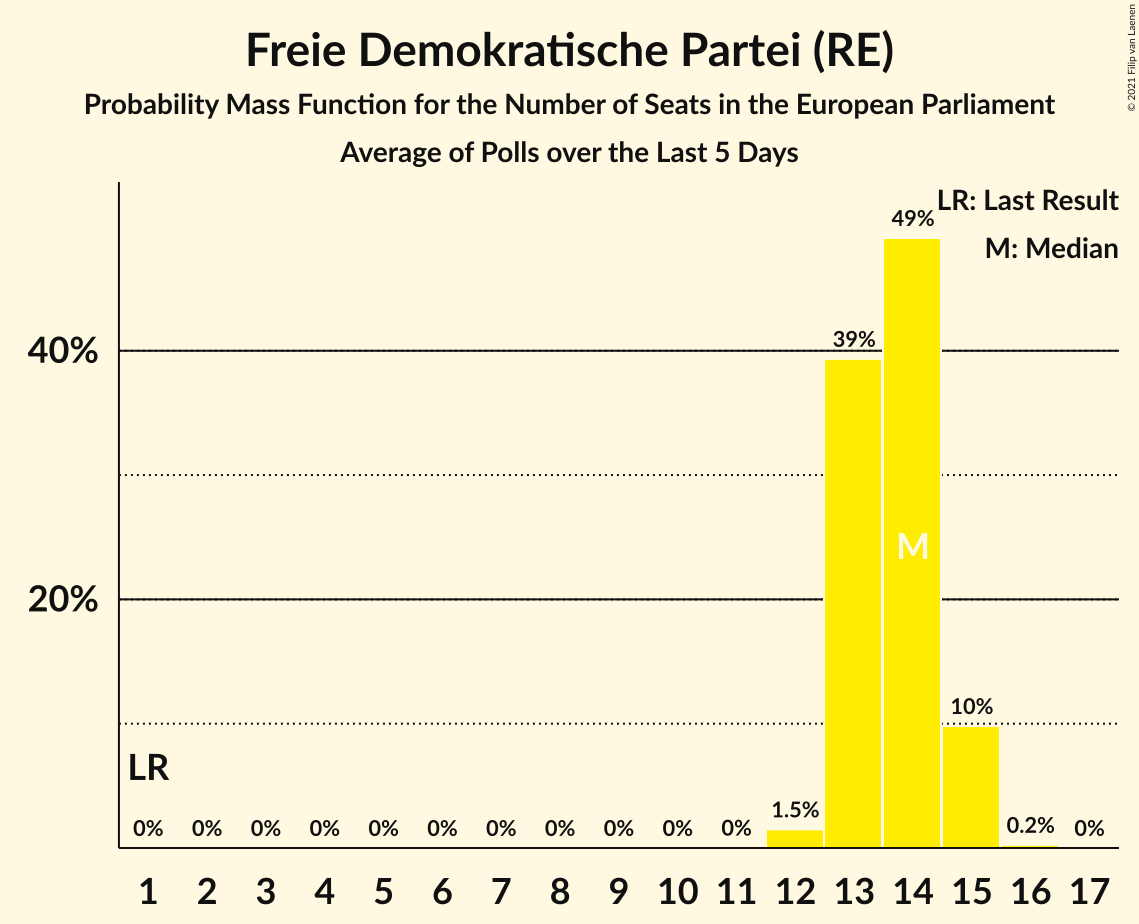 Freie Demokratische Partei (RE)
Probability Mass Function for the Number of Seats in the European Parliament
Average of Polls over the Last 5 Days
© 2021 Filip van Laenen
LR: Last Result
M: Median
49%
39%
40%
M
20%
10%
LR
1.5%
0% 0% 0% 0% 0% 0% 0% 0% 0% 0% 0% 0.2% 0%
1 2 3 4 5 6 7 8 9 10 11 12 13 14 15 16 17